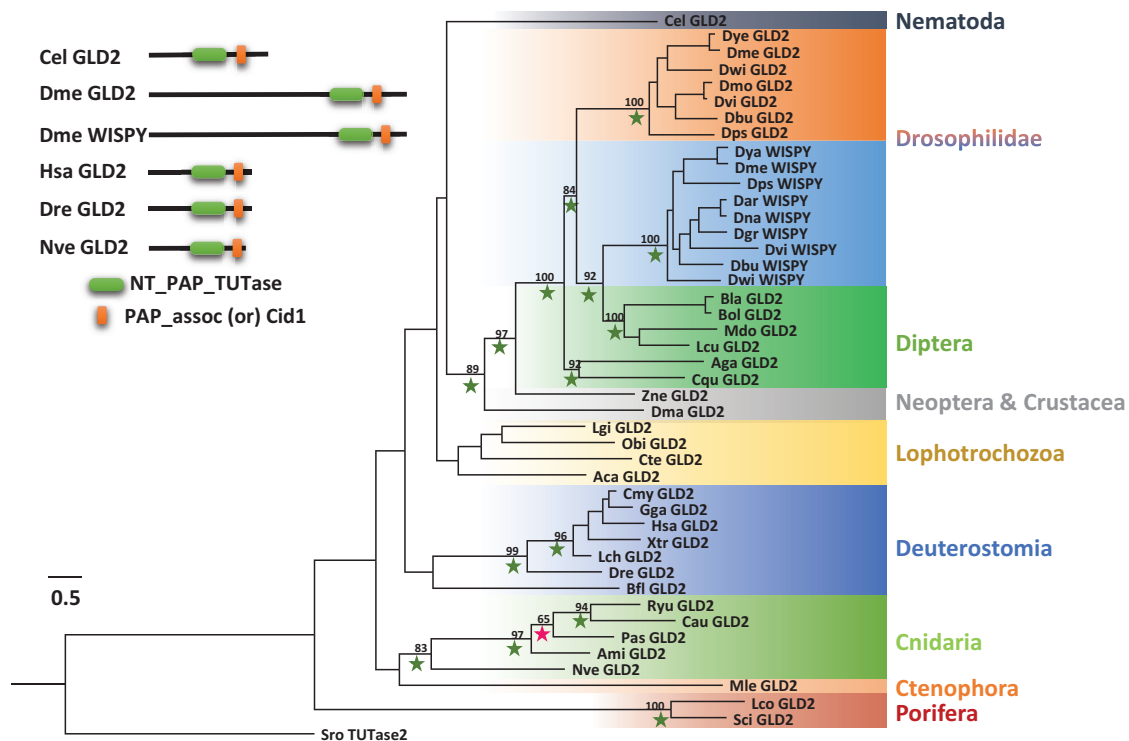 Cel GLD2
Dme GLD2
Dme WISPY
Hsa GLD2
Dre GLD2
Nve GLD2
NT_PAP_TUTase
PAP_assoc (or) Cid1
0.5
Cel GLD2
Dye GLD2
Dme GLD2
Dwi GLD2
Dmo GLD2
Dvi GLD2
Dbu GLD2
Dps GLD2
Dya WISPY
Dme WISPY
Dps WISPY
Dar WISPY
Dna WISPY
Dgr WISPY
Dvi WISPY
Dbu WISPY
Dwi WISPY
Bla GLD2
Bol GLD2
Mdo GLD2
Lcu GLD2
Aga GLD2
Cqu GLD2
Zne GLD2
Dma GLD2
Lgi GLD2
Obi GLD2
Cte GLD2
Aca GLD2
Cmy GLD2
Gga GLD2
Hsa GLD2
Xtr GLD2
Lch GLD2
Dre GLD2
Bfl GLD2
Ryu GLD2
Cau GLD2
Pas GLD2
Ami GLD2
Nve GLD2
Mle GLD2
Lco GLD2
Sci GLD2
Sro TUTase2
100
84
100
100
92
100
97
92
89
96
99
94
65
97
83
100
Nematoda
Drosophilidae
Diptera
Neoptera & Crustacea
Lophotrochozoa
Deuterostomia
Cnidaria
Ctenophora
Porifera